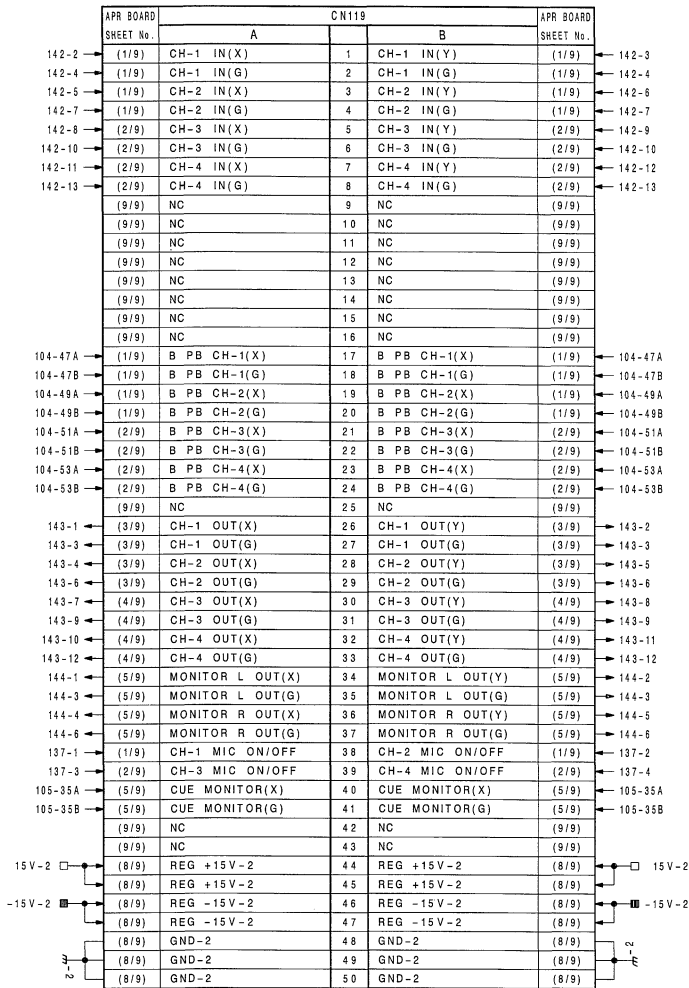 APR BOARD CN119 APR BOARD
SHEET No. A B SHEET No.
142-2 (1/9) CH-1 IN(X) 1 CH-1 IN(Y) (1/9) 142-3
142-4 (1/9) CH-1 IN(G) 2 CH-1 IN(G) (1/9) 142-4
142-5 (1/9) CH-2 IN(X) 3 CH-2 IN(Y) (1/9) 142-6
142-7 (1/9) CH-2 IN(G) 4 CH-2 IN(G) (1/9) 142-7
142-8 (2/9) CH-3 IN(X) 5 CH-3 IN(Y) (2/9) 142-9
142-10 (2/9) CH-3 IN(G) 6 CH-3 IN(G) (2/9) 142-10
142-11 (2/9) CH-4 IN(X) 7 CH-4 IN(Y) (2/9) 142-12
142-13 (2/9) CH-4 IN(G) 8 CH-4 IN(G) (2/9) 142-13
(9/9) NC 9 NC (9/9)
(9/9) NC 10 NC (9/9)
(9/9) NC 11 NC (9/9)
(9/9) NC 12 NC (9/9)
(9/9) NC 13 NC (9/9)
(9/9) NC 14 NC (9/9)
(9/9) NC 15 NC (9/9)
(9/9) NC 16 NC (9/9)
104-47A (1/9) B PB CH-1(X) 17 B PB CH-1(X) (1/9) 104-47A
104-47B (1/9) B PB CH-1(G) 18 B PB CH-1(G) (1/9) 104-47B
104-49A (1/9) B PB CH-2(X) 19 B PB CH-2(X) (1/9) 104-49A
104-49B (1/9) B PB CH-2(G) 20 B PB CH-2(G) (1/9) 104-49B
104-51A (2/9) B PB CH-3(X) 21 B PB CH-3(X) (2/9) 104-51A
104-51B (2/9) B PB CH-3(G) 22 B PB CH-3(G) (2/9) 104-51B
104-53A (2/9) B PB CH-4(X) 23 B PB CH-4(X) (2/9) 104-53A
104-53B (2/9) B PB CH-4(G) 24 B PB CH-4(G) (2/9) 104-53B
(9/9) NC 25 NC (9/9)
143-1 (3/9) CH-1 OUT(X) 26 CH-1 OUT(Y) (3/9) 143-2
143-3 (3/9) CH-1 OUT(G) 27 CH-1 OUT(G) (3/9) 143-3
143-4 (3/9) CH-2 OUT(X) 28 CH-2 OUT(Y) (3/9) 143-5
143-6 (3/9) CH-2 OUT(G) 29 CH-2 OUT(G) (3/9) 143-6
143-7 (4/9) CH-3 OUT(X) 30 CH-3 OUT(Y) (4/9) 143-8
143-9 (4/9) CH-3 OUT(G) 31 CH-3 OUT(G) (4/9) 143-9
143-10 (4/9) CH-4 OUT(X) 32 CH-4 OUT(Y) (4/9) 143-11
143-12 (4/9) CH-4 OUT(G) 33 CH-4 OUT(G) (4/9) 143-12
144-1 (5/9) MONITOR L OUT(X) 34 MONITOR L OUT(Y) (5/9) 144-2
144-3 (5/9) MONITOR L OUT(G) 35 MONITOR L OUT(G) (5/9) 144-3
144-4 (5/9) MONITOR R OUT(X) 36 MONITOR R OUT(Y) (5/9) 144-5
144-6 (5/9) MONITOR R OUT(G) 37 MONITOR R OUT(G) (5/9) 144-6
137-1 (1/9) CH-1 MIC ON/OFF 38 CH-2 MIC ON/OFF (1/9) 137-2
137-3 (2/9) CH-3 MIC ON/OFF 39 CH-4 MIC ON/OFF (2/9) 137-4
105-35A (5/9) CUE MONITOR(X) 40 CUE MONITOR(X) (5/9) 105-35A
105-35B (5/9) CUE MONITOR(G) 41 CUE MONITOR(G) (5/9) 105-35B
(9/9) NC 42 NC (9/9)
(9/9) NC 43 NC (9/9)
15V-2 (8/9) REG +15V-2 44 REG +15V-2 (8/9) 15V-2
(8/9) REG +15V-2 45 REG +15V-2 (8/9)
-15V-2 (8/9) REG -15V-2 46 REG -15V-2 (8/9) -15V-2
(8/9) REG -15V-2 47 REG -15V-2 (8/9)
(8/9) GND-2 48 GND-2 (8/9)
-2 (8/9) GND-2 49 GND-2 (8/9) -2
(8/9) GND-2 50 GND-2 (8/9)